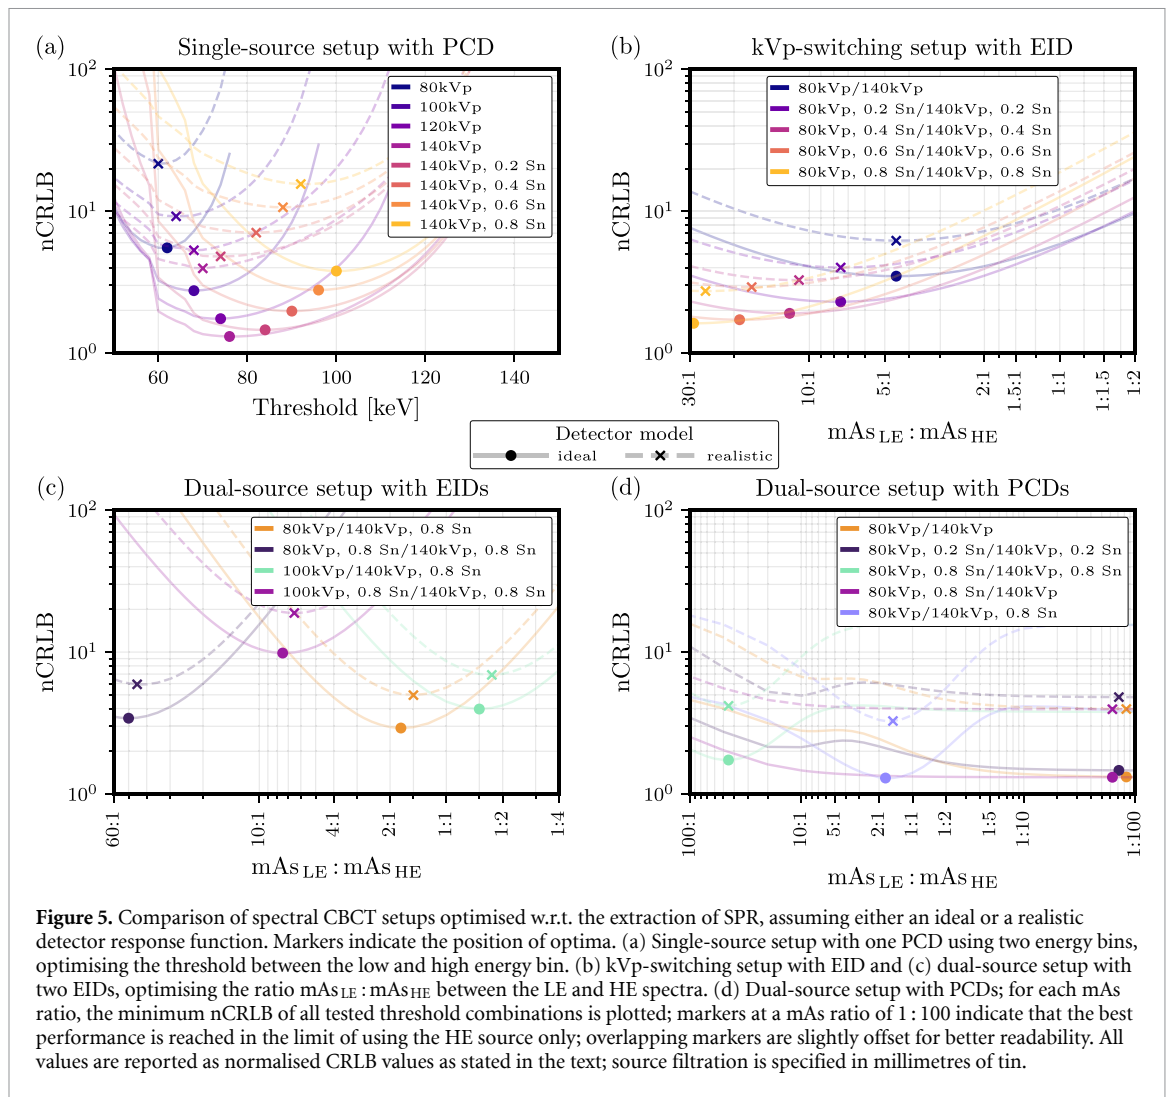 (a)
Single-source setup with PCD
nCRLB
10²
10¹
10⁰
60
80
100
120
140
Threshold [keV]
80kVp
100kVp
120kVp
140kVp
140kVp, 0.2 Sn
140kVp, 0.4 Sn
140kVp, 0.6 Sn
140kVp, 0.8 Sn
(b)
kVp-switching setup with EID
nCRLB
10²
10¹
10⁰
30:1
10:1
5:1
2:1
1.5:1
1:1
1:1.5
1:2
mAs LE : mAs HE
80kVp/140kVp
80kVp, 0.2 Sn/140kVp, 0.2 Sn
80kVp, 0.4 Sn/140kVp, 0.4 Sn
80kVp, 0.6 Sn/140kVp, 0.6 Sn
80kVp, 0.8 Sn/140kVp, 0.8 Sn
Detector model
ideal
realistic
(c)
Dual-source setup with EIDs
nCRLB
10²
10¹
10⁰
60:1
10:1
4:1
2:1
1:1
1:2
1:4
mAs LE : mAs HE
80kVp/140kVp, 0.8 Sn
80kVp, 0.8 Sn/140kVp, 0.8 Sn
100kVp/140kVp, 0.8 Sn
100kVp, 0.8 Sn/140kVp, 0.8 Sn
(d)
Dual-source setup with PCDs
nCRLB
10²
10¹
10⁰
100:1
10:1
5:1
2:1
1:1
1:2
1:5
1:10
1:100
mAs LE : mAs HE
80kVp/140kVp
80kVp, 0.2 Sn/140kVp, 0.2 Sn
80kVp, 0.8 Sn/140kVp, 0.8 Sn
80kVp, 0.8 Sn/140kVp
80kVp/140kVp, 0.8 Sn
Figure 5. Comparison of spectral CBCT setups optimised w.r.t. the extraction of SPR, assuming either an ideal or a realistic
detector response function. Markers indicate the position of optima. (a) Single-source setup with one PCD using two energy bins,
optimising the threshold between the low and high energy bin. (b) kVp-switching setup with EID and (c) dual-source setup with
two EIDs, optimising the ratio mAs LE : mAs HE between the LE and HE spectra. (d) Dual-source setup with PCDs; for each mAs
ratio, the minimum nCRLB of all tested threshold combinations is plotted; markers at a mAs ratio of 1 : 100 indicate that the best
performance is reached in the limit of using the HE source only; overlapping markers are slightly offset for better readability. All
values are reported as normalised CRLB values as stated in the text; source filtration is specified in millimetres of tin.